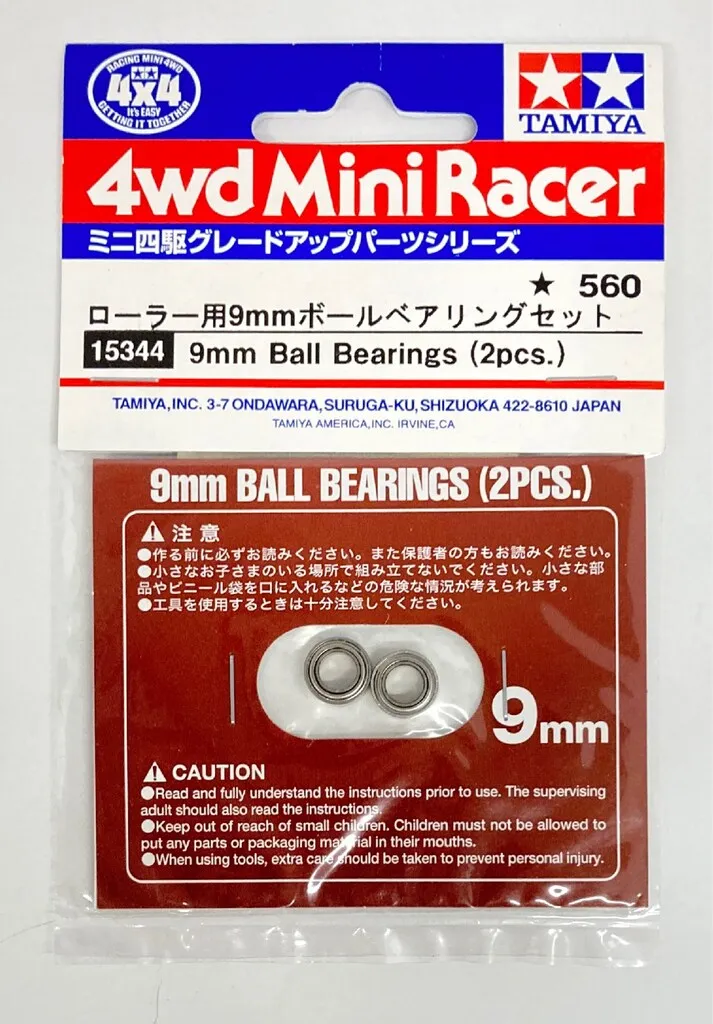 RACING MINI 4WD
4x4
It's EASY
GETTING IT TOGETHER
TAMIYA
4wd Mini Racer
ミニ四駆グレードアップパーツシリーズ
★ 560
ローラー用9mmボールベアリングセット
15344 9mm Ball Bearings (2pcs.)
TAMIYA, INC. 3-7 ONDAWARA, SURUGA-KU, SHIZUOKA 422-8610 JAPAN
TAMIYA AMERICA, INC. IRVINE, CA
9mm BALL BEARINGS (2PCS.)
⚠ 注意
●作る前に必ずお読みください。また保護者の方もお読みください。
●小さなお子さまのいる場所で組み立てないでください。小さな部
品やビニール袋を口に入れるなどの危険な情況が考えられます。
●工具を使用するときは十分注意してください。
9mm
⚠ CAUTION
●Read and fully understand the instructions prior to use. The supervising
adult should also read the instructions.
●Keep out of reach of small children. Children must not be allowed to
put any parts or packaging material in their mouths.
●When using tools, extra care should be taken to prevent personal injury.